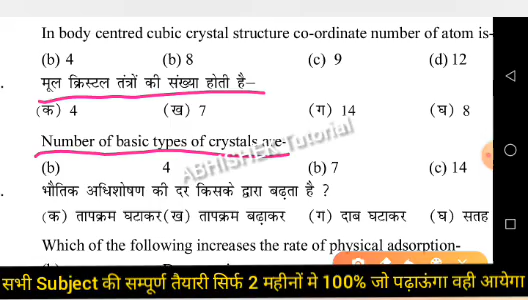 In body centred cubic crystal structure co-ordinate number of atom is-
(b) 4 (b) 8 (c) 9 (d) 12
मूल क्रिस्टल तंत्रों की संख्या होती है–
(क) 4 (ख) 7 (ग) 14 (घ) 8
Number of basic types of crystals are-
ABHISHEK Tutorial
(b) 4 (b) 7 (c) 14
भौतिक अधिशोषण की दर किसके द्वारा बढ़ता है ?
(क) तापक्रम घटाकर (ख) तापक्रम बढ़ाकर (ग) दाब घटाकर (घ) सतह
Which of the following increases the rate of physical adsorption-
सभी Subject की सम्पूर्ण तैयारी सिर्फ 2 महीनों मे 100% जो पढ़ाऊंगा वही आयेगा